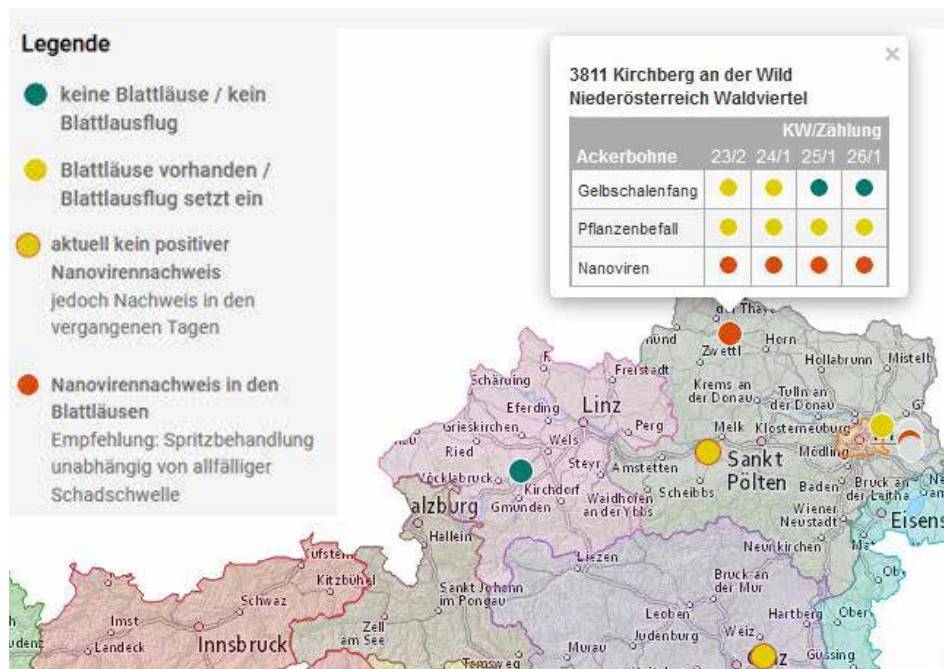 Legende
keine Blattläuse / kein
Blattlausflug
Blattläuse vorhanden /
Blattlausflug setzt ein
aktuell kein positiver
Nanovirennachweis
jedoch Nachweis in den
vergangenen Tagen
Nanovirennachweis in den
Blattläusen
Empfehlung: Spritzbehandlung
unabhängig von allfälliger
Schadschwelle
×
3811 Kirchberg an der Wild
Niederösterreich Waldviertel
KW/Zählung
Ackerbohne 23/2 24/1 25/1 26/1
Gelbschalenfang
Pflanzenbefall
Nanoviren
Zwettl
Horn
Hollabrunn
Mistelb
Freistadt
Schärding
Krems an
der Donau
Tulln an
der Donau
Eferding
Linz
Grieskirchen
Perg
Melk
Klosterneuburg
Wels
Ried
Mödling
Amstetten
Sankt
Pölten
Steyr
Vöcklabruck
Kirchdorf
Scheibbs
Baden
Bruck an
der Leitha
Gmunden
Waidhofen
an der Ybbs
alzburg
Wiener
Neustadt
Eisens
Hallein
Neunkirchen
Mat
Kufstein
Liezen
Kitzbühel
Bruck an
der Mur
Sankt Johann
im Pongau
Schwaz
Imst
Leoben
Hartberg
Ober
Zell
am See
Landeck
Innsbruck
Judenburg
Weiz
Murau
Güssing
Tamsweg